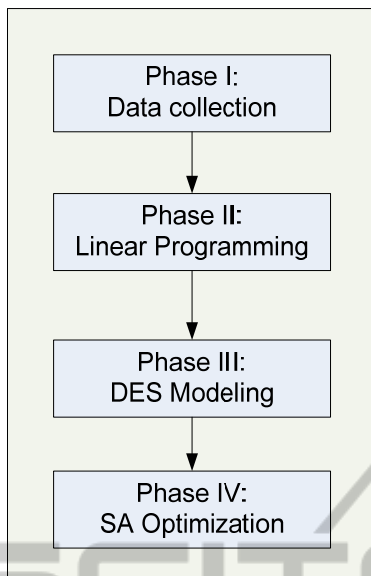 Phase I:
Data collection
Phase II:
Linear Programming
Phase III:
DES Modeling
Phase IV:
SA Optimization